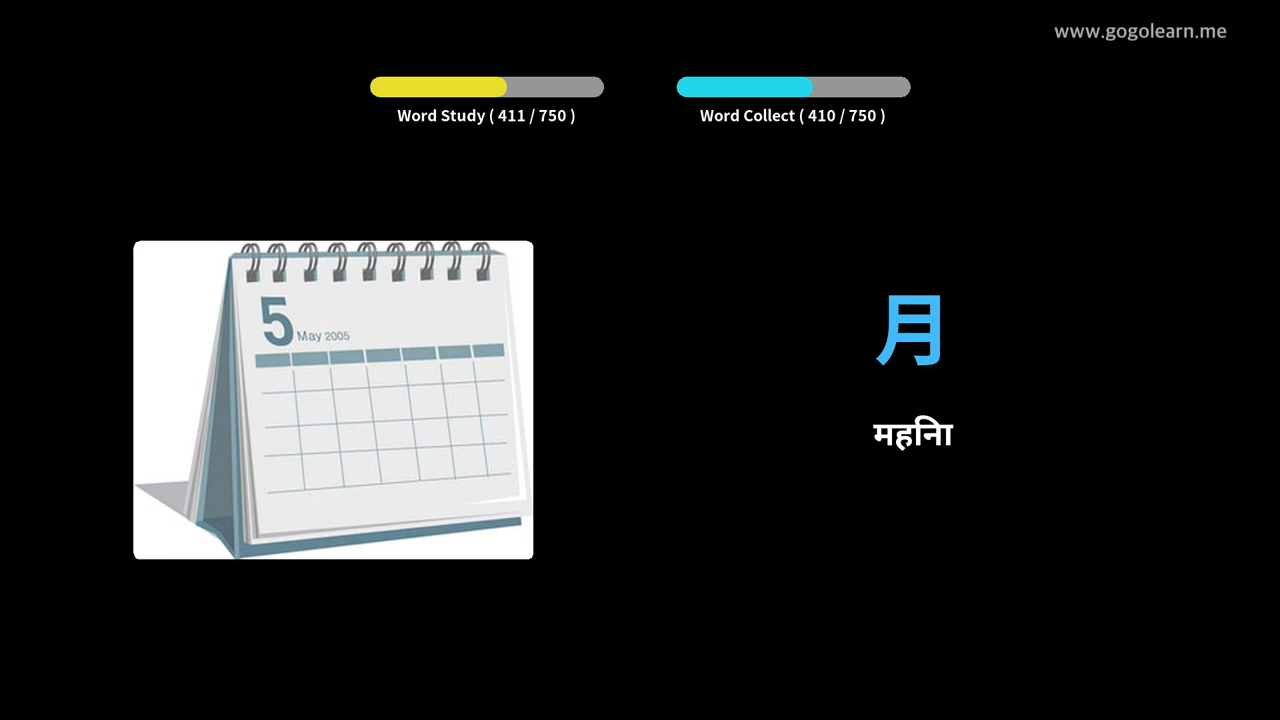 www.gogolearn.me
Word Study ( 411 / 750 )
Word Collect ( 410 / 750 )
5 May 2005
月
महिना